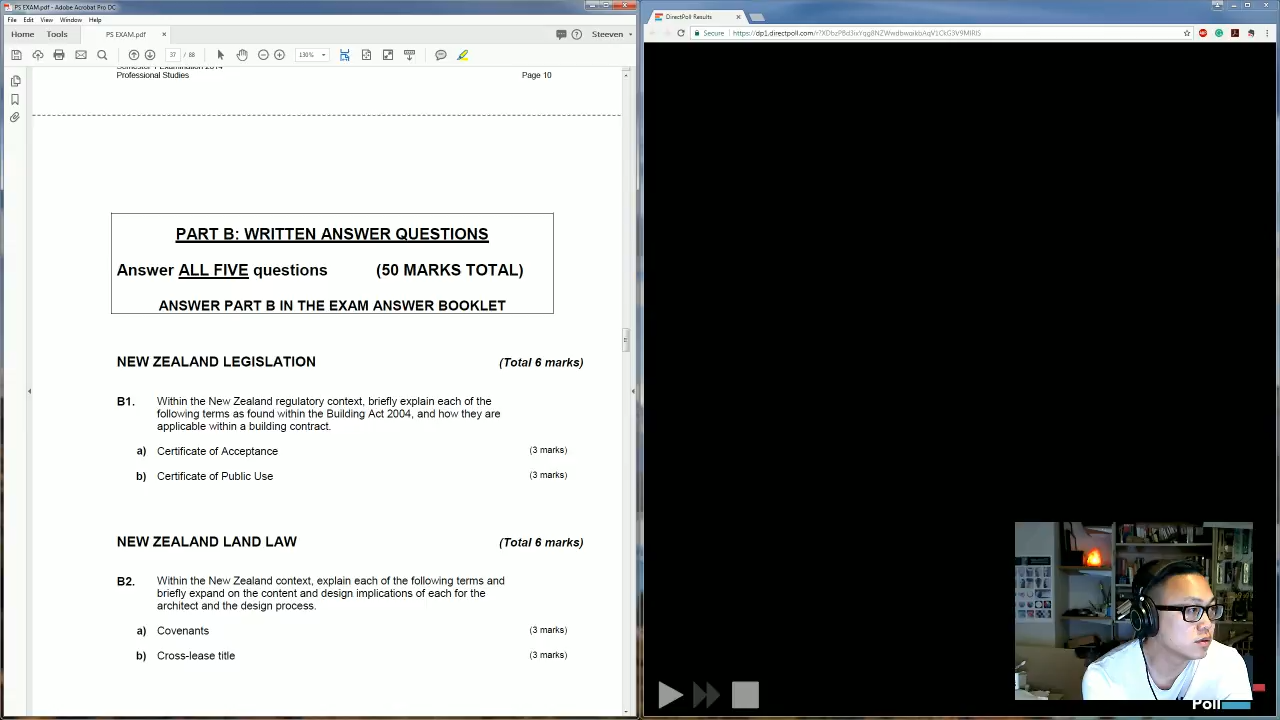 PS EXAM.pdf - Adobe Acrobat Pro DC
File Edit View Window Help
Home Tools PS EXAM.pdf × Steeven
37 / 88 130%
Semester 1 Examination 2014
Professional Studies Page 10
PART B: WRITTEN ANSWER QUESTIONS
Answer ALL FIVE questions (50 MARKS TOTAL)
ANSWER PART B IN THE EXAM ANSWER BOOKLET
NEW ZEALAND LEGISLATION (Total 6 marks)
B1. Within the New Zealand regulatory context, briefly explain each of the
following terms as found within the Building Act 2004, and how they are
applicable within a building contract.
a) Certificate of Acceptance (3 marks)
b) Certificate of Public Use (3 marks)
NEW ZEALAND LAND LAW (Total 6 marks)
B2. Within the New Zealand context, explain each of the following terms and
briefly expand on the content and design implications of each for the
architect and the design process.
a) Covenants (3 marks)
b) Cross-lease title (3 marks)
DirectPoll Results
Secure
Poll